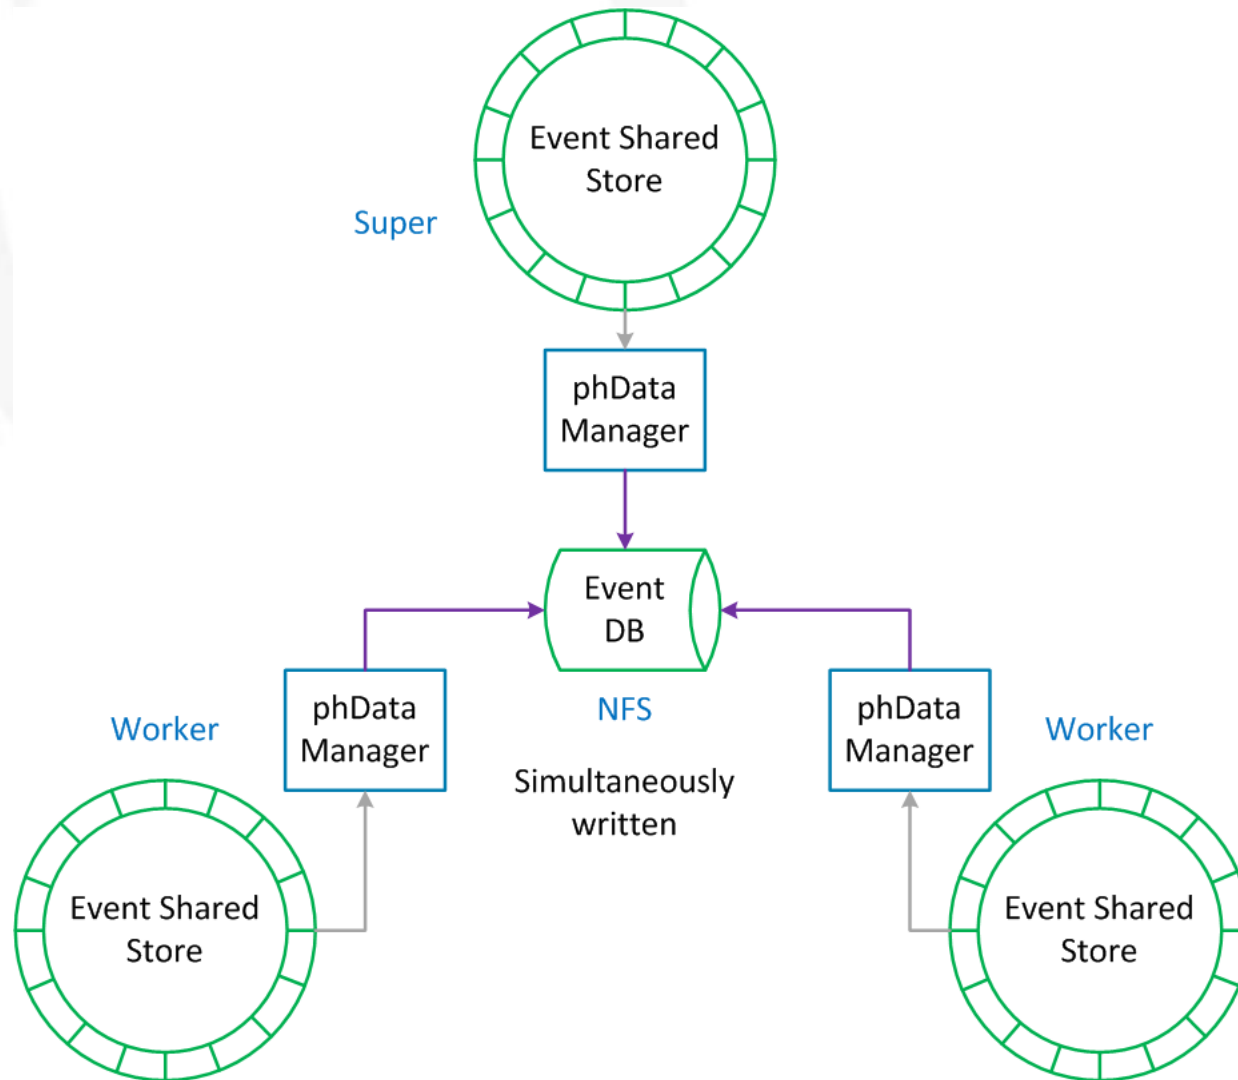 Event Shared
Store
Super
phData
Manager
Event
DB
NFS
Simultaneously
written
Worker
phData
Manager
Event Shared
Store
phData
Manager
Worker
Event Shared
Store